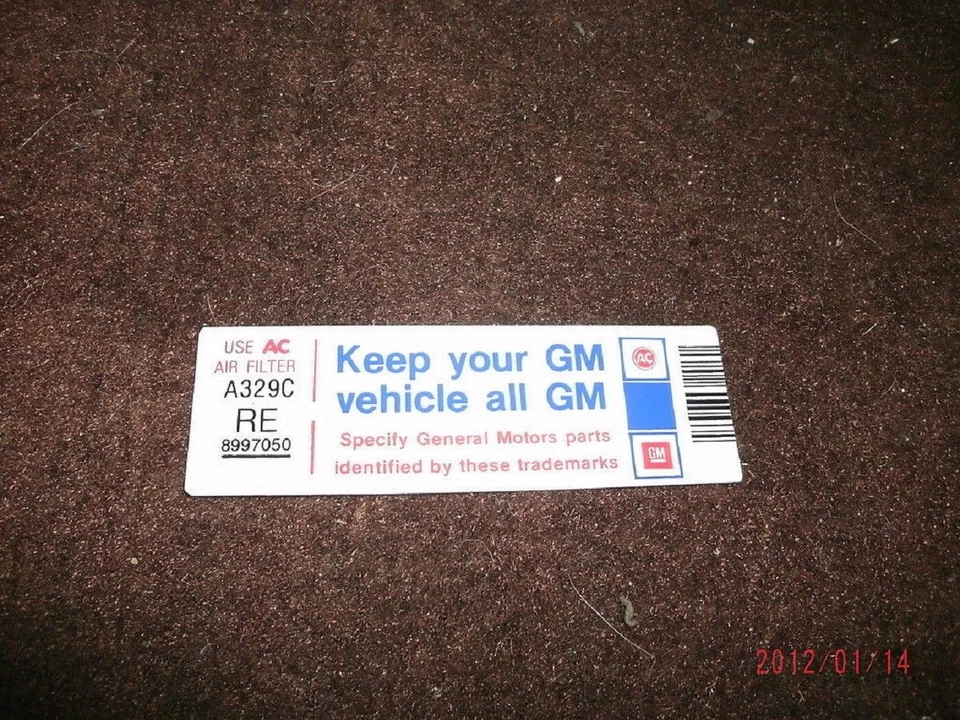 USE AC
AIR FILTER
A329C
RE
8997050
Keep your GM
vehicle all GM
Specify General Motors parts
identified by these trademarks
AC
GM
2012/01/14